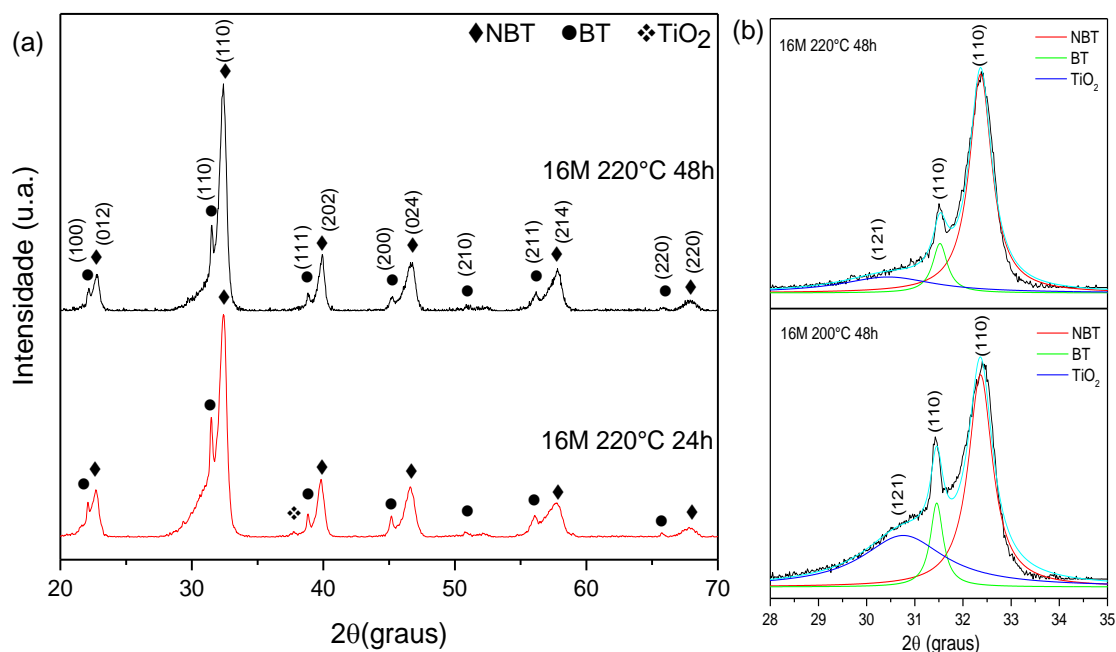 (a)
◆NBT ●BT ❖TiO₂
(110)
16M 220°C 48h
(110)
(100)
(012)
(111)
(202)
(200)
(024)
(210)
(211)
(214)
(220)
(220)
16M 220°C 24h
Intensidade (u.a.)
20 30 40 50 60 70
2θ(graus)
(b)
16M 220°C 48h
(110)
NBT
BT
TiO₂
(110)
(121)
16M 200°C 48h
(110)
NBT
BT
TiO₂
(110)
(121)
28 29 30 31 32 33 34 35
2θ (graus)